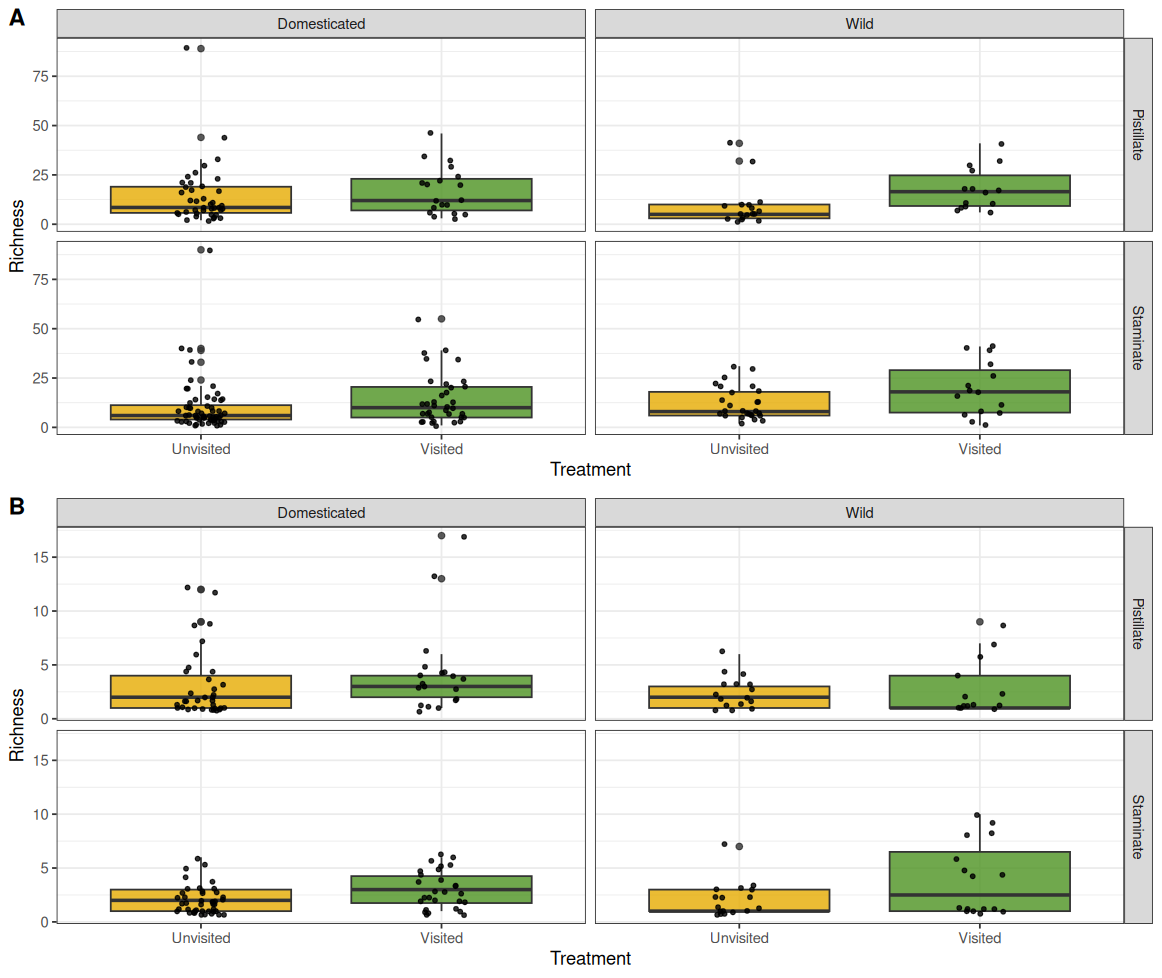 A
Domesticated
Wild
Richness
75
50
25
0
Pistillate
75
50
25
0
Staminate
Unvisited
Visited
Unvisited
Visited
Treatment
B
Domesticated
Wild
Richness
15
10
5
0
Pistillate
15
10
5
0
Staminate
Unvisited
Visited
Unvisited
Visited
Treatment